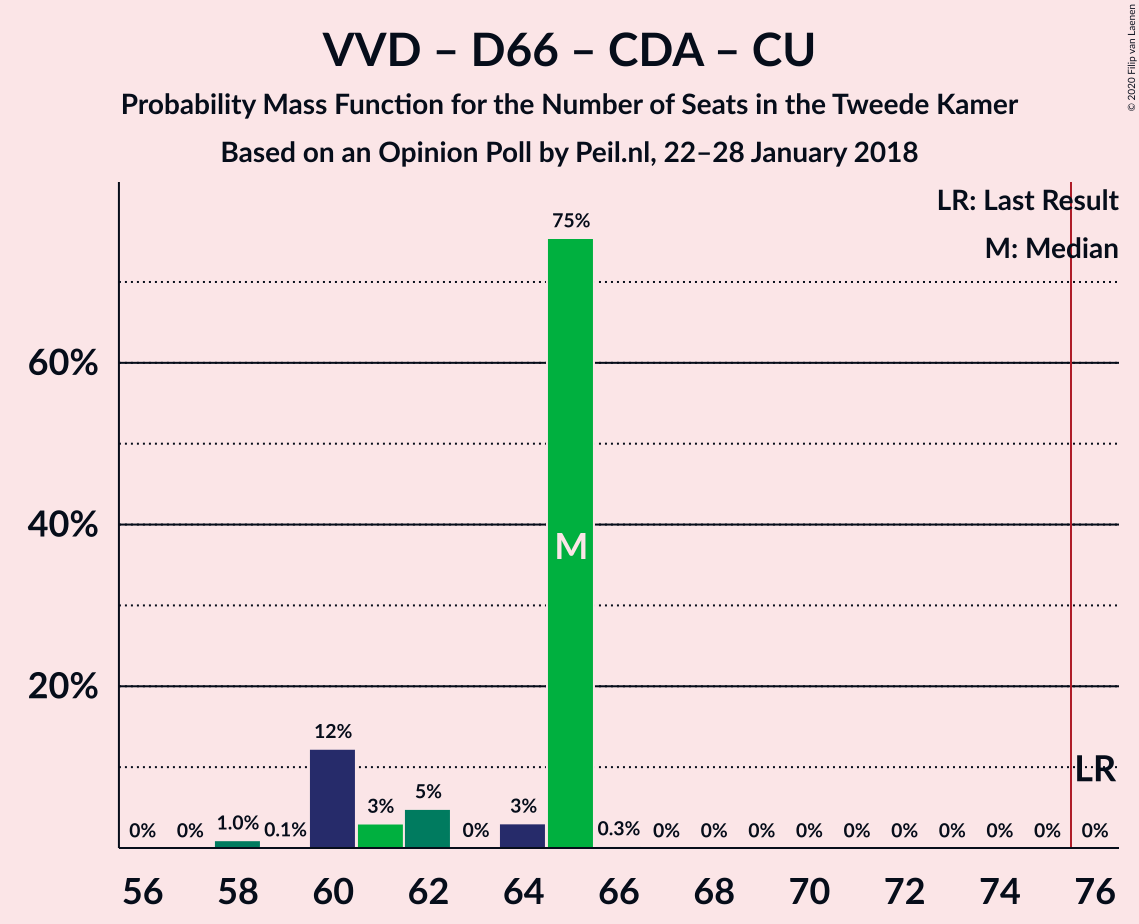 VVD – D66 – CDA – CU
Probability Mass Function for the Number of Seats in the Tweede Kamer
Based on an Opinion Poll by Peil.nl, 22–28 January 2018
© 2020 Filip van Laenen
LR: Last Result
M: Median
75%
60%
40%
M
20%
12%
LR
5%
3% 3%
0% 0% 1.0% 0.1% 0% 0.3% 0% 0% 0% 0% 0% 0% 0% 0% 0% 0%
56 58 60 62 64 66 68 70 72 74 76